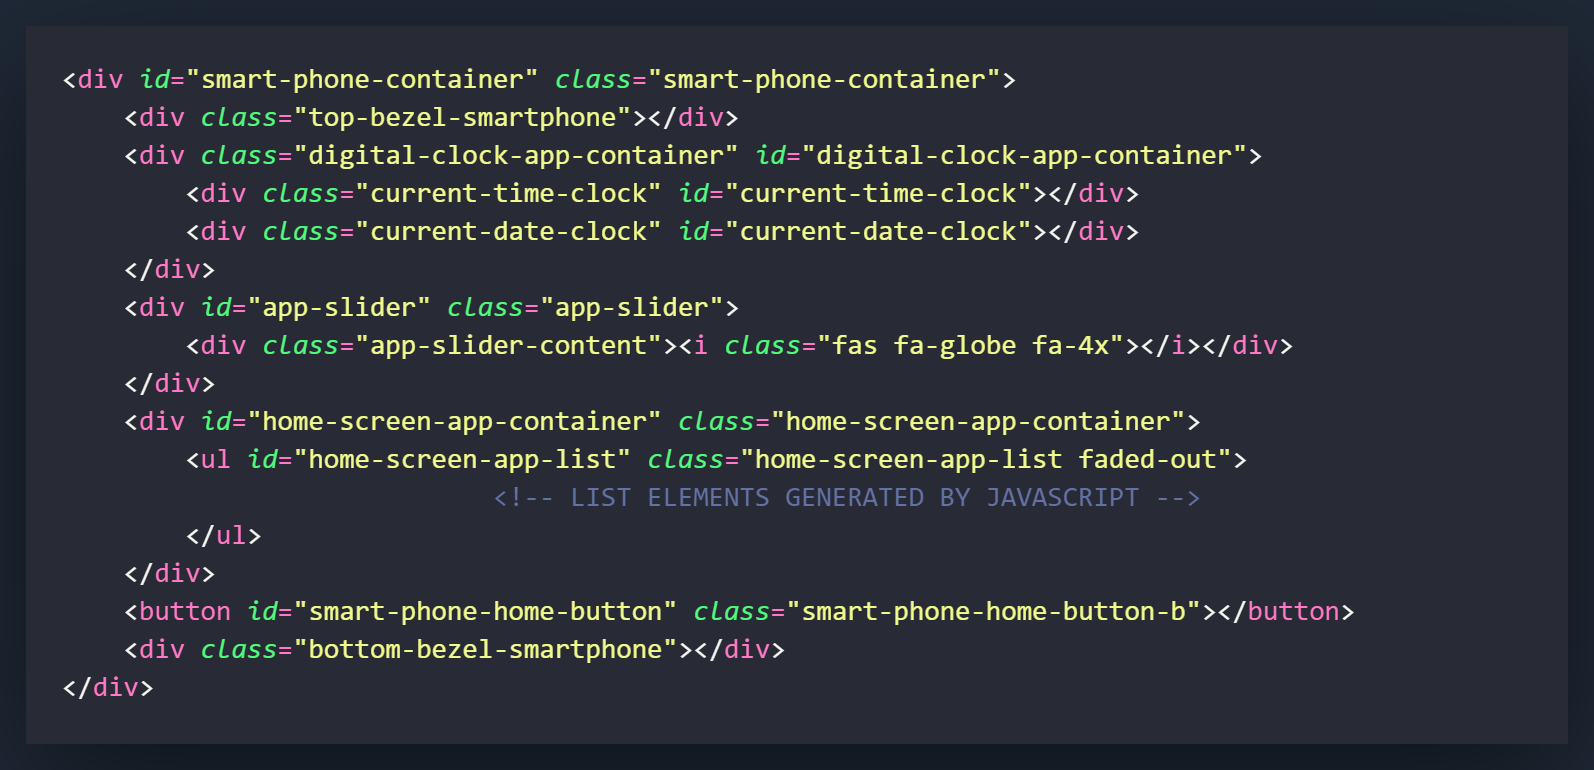 <div id="smart-phone-container" class="smart-phone-container">
    <div class="top-bezel-smartphone"></div>
    <div class="digital-clock-app-container" id="digital-clock-app-container">
        <div class="current-time-clock" id="current-time-clock"></div>
        <div class="current-date-clock" id="current-date-clock"></div>
    </div>
    <div id="app-slider" class="app-slider">
        <div class="app-slider-content"><i class="fas fa-globe fa-4x"></i></div>
    </div>
    <div id="home-screen-app-container" class="home-screen-app-container">
        <ul id="home-screen-app-list" class="home-screen-app-list faded-out">
                            <!-- LIST ELEMENTS GENERATED BY JAVASCRIPT -->
        </ul>
    </div>
    <button id="smart-phone-home-button" class="smart-phone-home-button-b"></button>
    <div class="bottom-bezel-smartphone"></div>
</div>